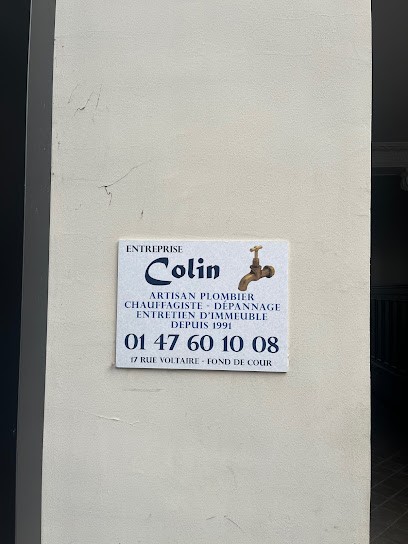 ENTREPRISE
Colin
ARTISAN PLOMBIER
CHAUFFAGISTE - DÉPANNAGE
ENTRETIEN D'IMMEUBLE
DEPUIS 1991
01 47 60 10 08
17 RUE VOLTAIRE - FOND DE COUR